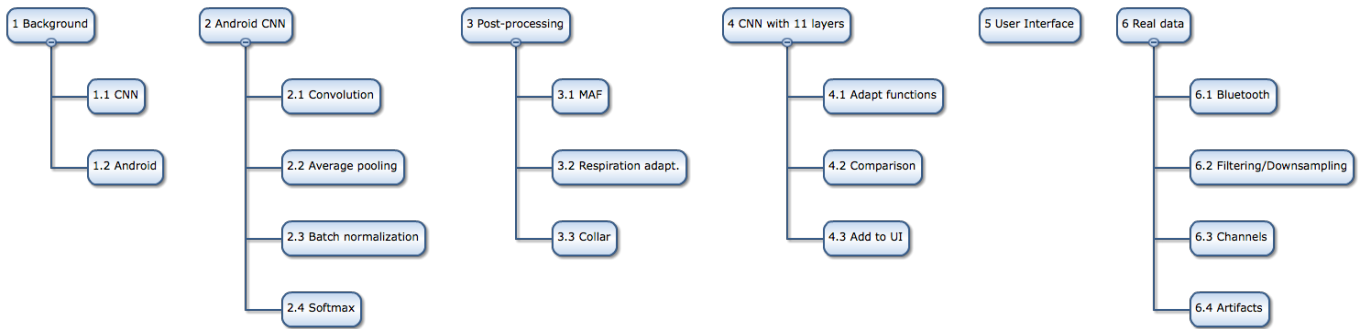 1 Background
1.1 CNN
1.2 Android
2 Android CNN
2.1 Convolution
2.2 Average pooling
2.3 Batch normalization
2.4 Softmax
3 Post-processing
3.1 MAF
3.2 Respiration adapt.
3.3 Collar
4 CNN with 11 layers
4.1 Adapt functions
4.2 Comparison
4.3 Add to UI
5 User Interface
6 Real data
6.1 Bluetooth
6.2 Filtering/Downsampling
6.3 Channels
6.4 Artifacts